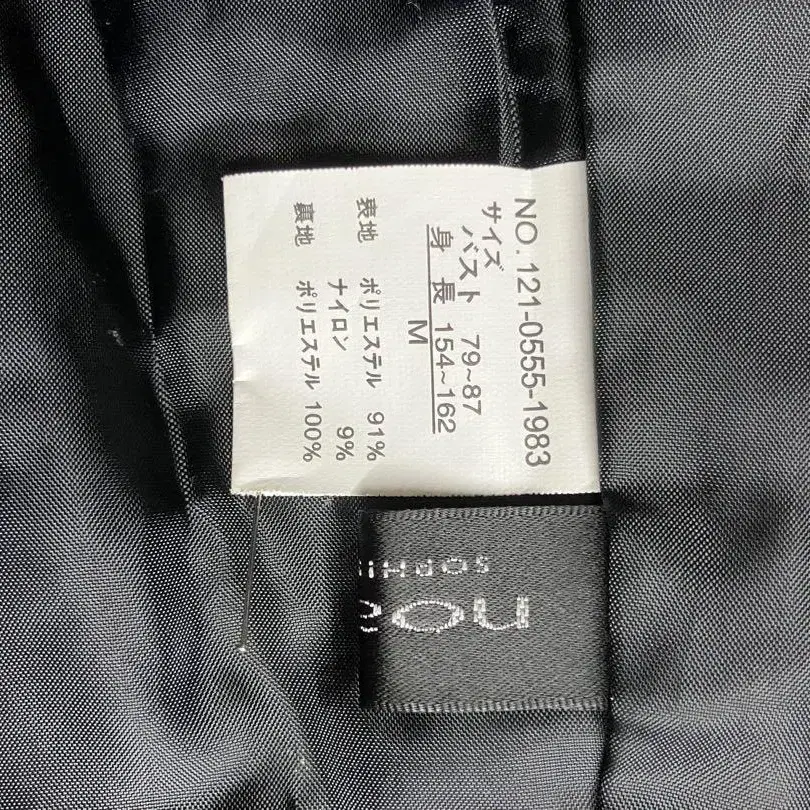 NO. 121-0555-1983
サイズ
バスト 79~87
身長 154~162
M
表地 ポリエステル 91%
ナイロン 9%
裏地 ポリエステル 100%